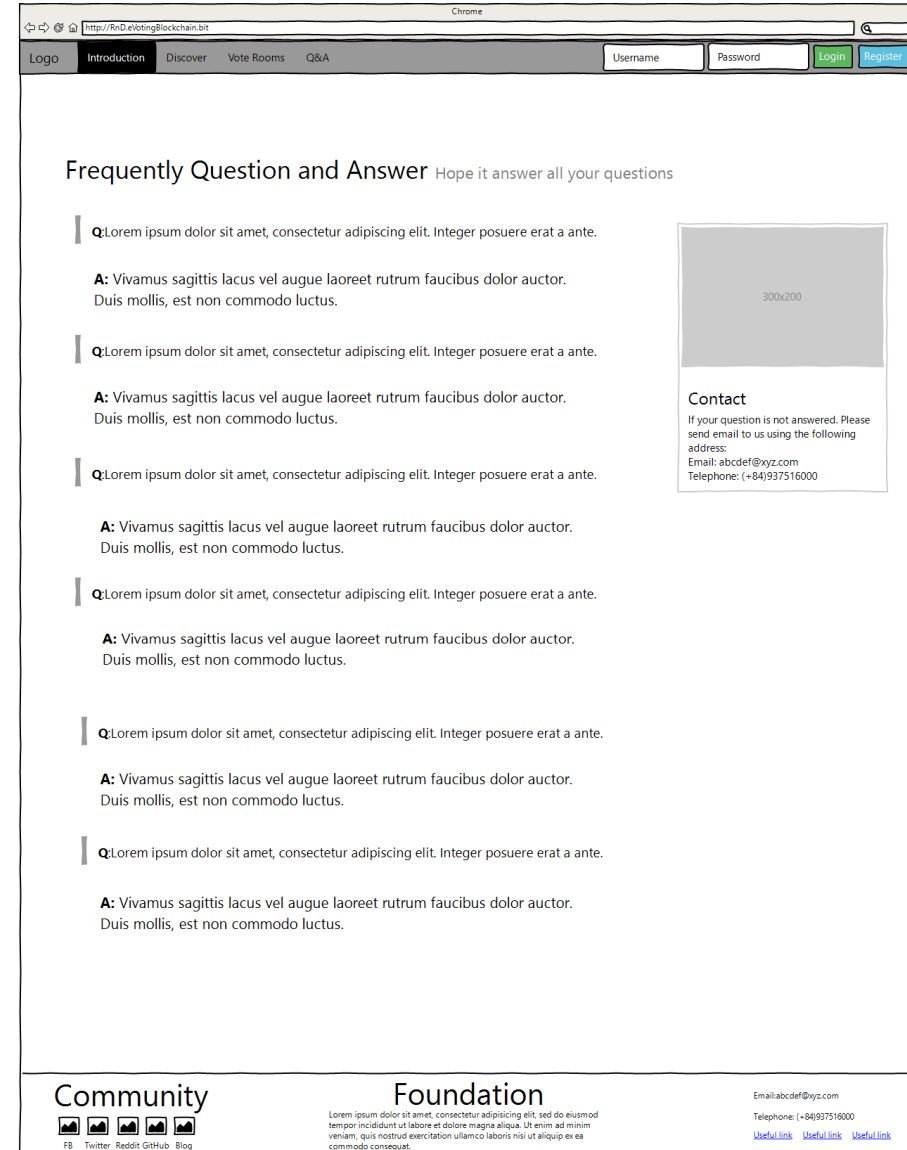 Chrome
http://RnD.eVotingBlockchain.bit
Logo Introduction Discover Vote Rooms Q&A Username Password Login Register
Frequently Question and Answer Hope it answer all your questions
Q:Lorem ipsum dolor sit amet, consectetur adipiscing elit. Integer posuere erat a ante.
A: Vivamus sagittis lacus vel augue laoreet rutrum faucibus dolor auctor.
Duis mollis, est non commodo luctus.
Q:Lorem ipsum dolor sit amet, consectetur adipiscing elit. Integer posuere erat a ante.
A: Vivamus sagittis lacus vel augue laoreet rutrum faucibus dolor auctor.
Duis mollis, est non commodo luctus.
Q:Lorem ipsum dolor sit amet, consectetur adipiscing elit. Integer posuere erat a ante.
A: Vivamus sagittis lacus vel augue laoreet rutrum faucibus dolor auctor.
Duis mollis, est non commodo luctus.
Q:Lorem ipsum dolor sit amet, consectetur adipiscing elit. Integer posuere erat a ante.
A: Vivamus sagittis lacus vel augue laoreet rutrum faucibus dolor auctor.
Duis mollis, est non commodo luctus.
Q:Lorem ipsum dolor sit amet, consectetur adipiscing elit. Integer posuere erat a ante.
A: Vivamus sagittis lacus vel augue laoreet rutrum faucibus dolor auctor.
Duis mollis, est non commodo luctus.
Q:Lorem ipsum dolor sit amet, consectetur adipiscing elit. Integer posuere erat a ante.
A: Vivamus sagittis lacus vel augue laoreet rutrum faucibus dolor auctor.
Duis mollis, est non commodo luctus.
300x200
Contact
If your question is not answered. Please
send email to us using the following
address:
Email: abcdef@xyz.com
Telephone: (+84)937516000
Community
FB Twitter Reddit GitHub Blog
Foundation
Lorem ipsum dolor sit amet, consectetur adipisicing elit, sed do eiusmod
tempor incididunt ut labore et dolore magna aliqua. Ut enim ad minim
veniam, quis nostrud exercitation ullamco laboris nisi ut aliquip ex ea
commodo consequat.
Email:abcdef@xyz.com
Telephone: (+84)937516000
Useful link Useful link Useful link